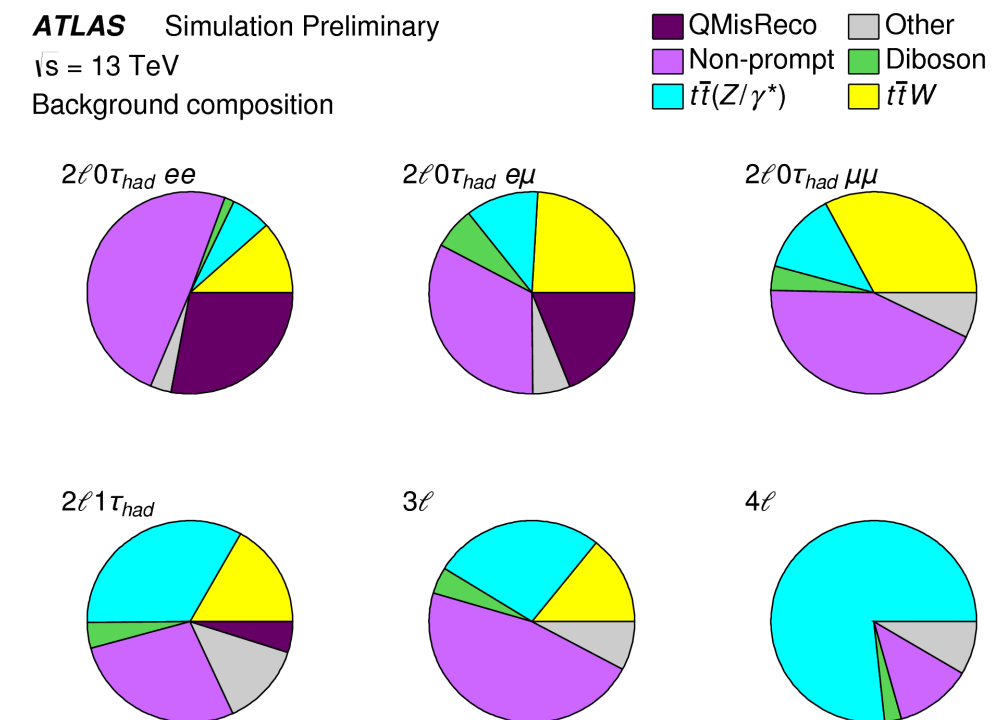 ATLAS Simulation Preliminary
√s = 13 TeV
Background composition
QMisReco Other
Non-prompt Diboson
tt̄(Z/γ*) tt̄W
2ℓ0τhad ee 2ℓ0τhad eμ 2ℓ0τhad μμ
2ℓ1τhad 3ℓ 4ℓ